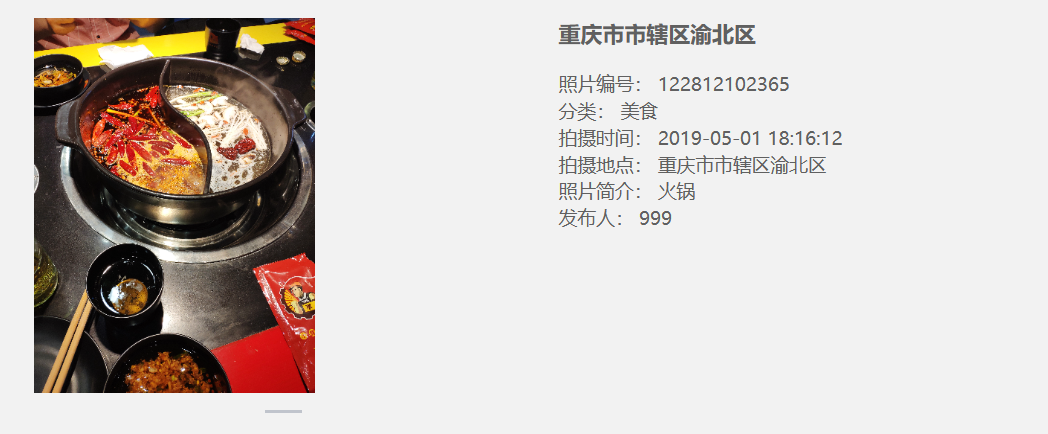 重庆市市辖区渝北区
照片编号： 122812102365
分类： 美食
拍摄时间： 2019-05-01 18:16:12
拍摄地点： 重庆市市辖区渝北区
照片简介： 火锅
发布人： 999